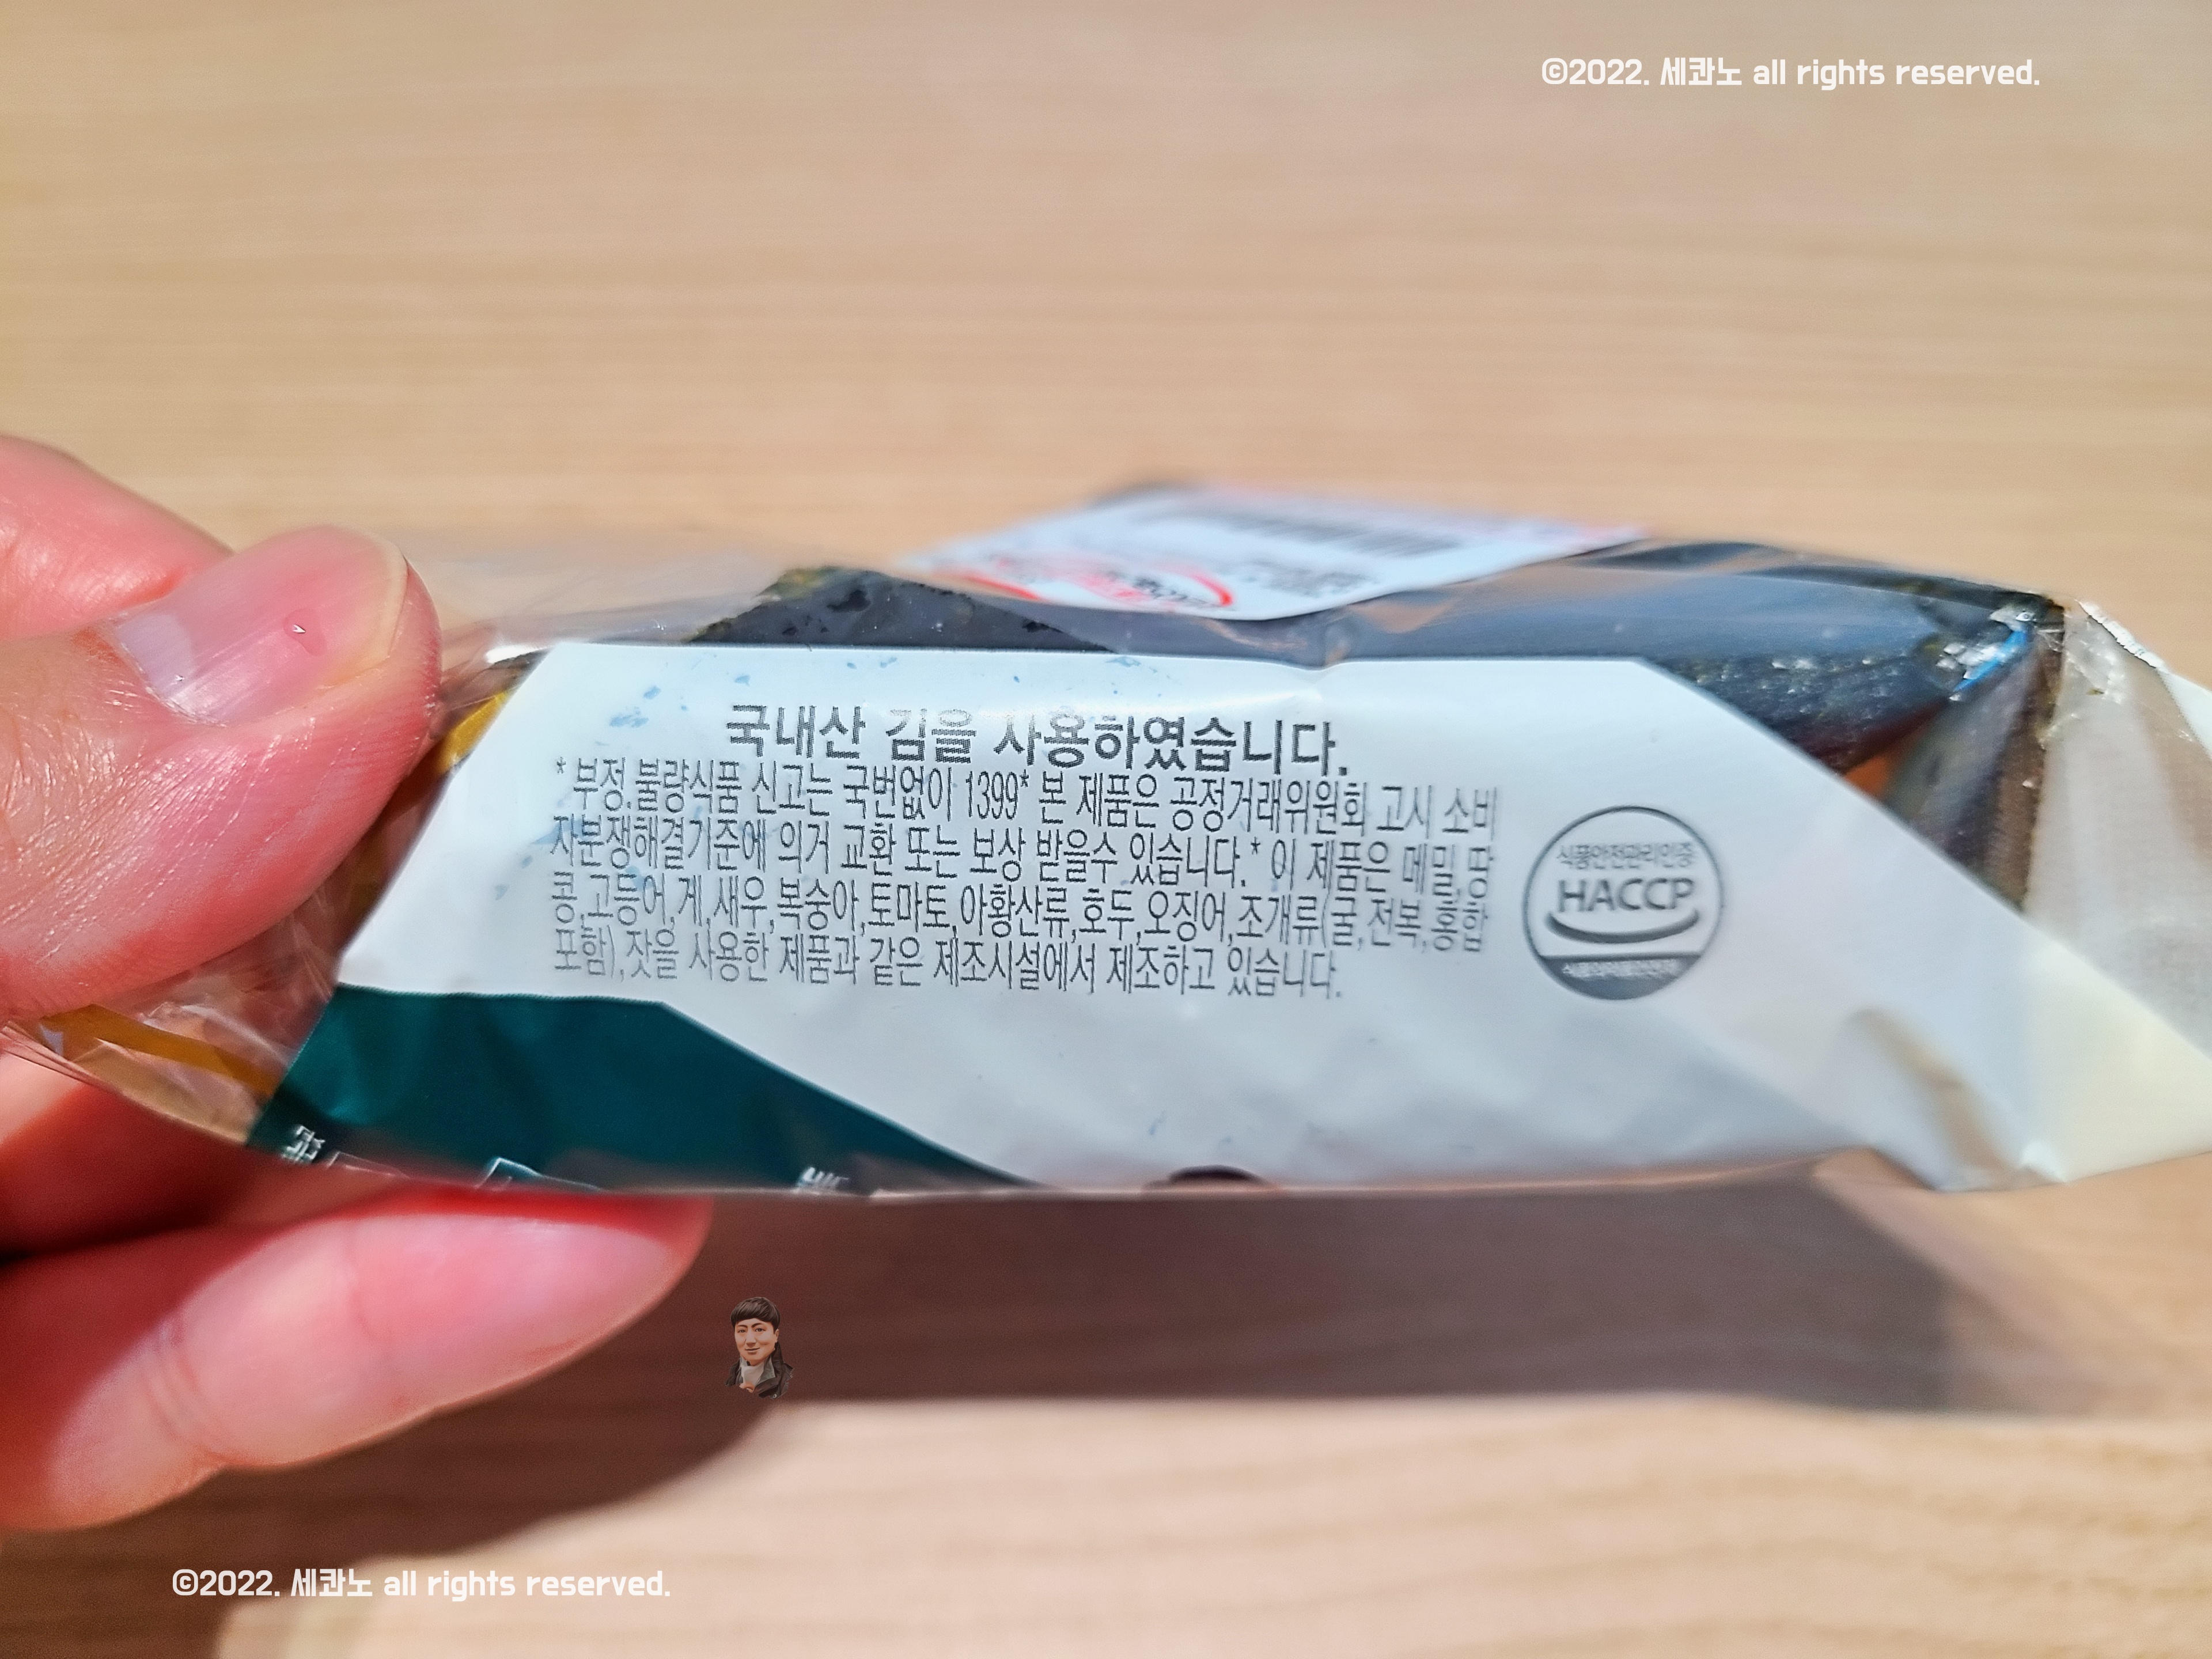 ©2022. 세콴노 all rights reserved.
국내산 김을 사용하였습니다.
* 부정.불량식품 신고는 국번없이 1399* 본 제품은 공정거래위원회 고시 소비
자분쟁해결기준에 의거 교환 또는 보상 받을수 있습니다.* 이 제품은 메밀,땅
콩,고등어,게,새우,복숭아,토마토,아황산류,호두,오징어,조개류(굴,전복,홍합
포함),잣을 사용한 제품과 같은 제조시설에서 제조하고 있습니다.
식품안전관리인증
HACCP
©2022. 세콴노 all rights reserved.